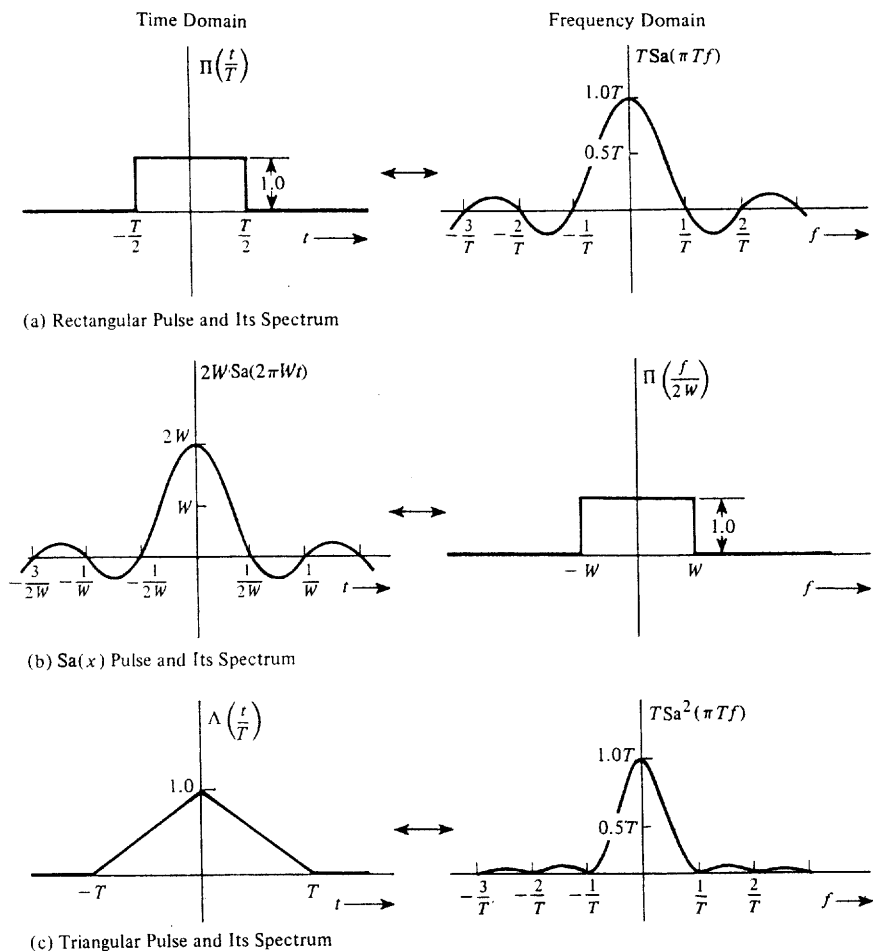 Time Domain
Frequency Domain
Π(t/T)
TSa(πTf)
1.0T
0.5T
1.0
−T/2
T/2
t
−3/T
−2/T
−1/T
1/T
2/T
f
(a) Rectangular Pulse and Its Spectrum
2W Sa(2πWt)
Π(f/2W)
2W
W
1.0
−3/2W
−1/W
−1/2W
1/2W
1/W
t
−W
W
f
(b) Sa(x) Pulse and Its Spectrum
Λ(t/T)
TSa²(πTf)
1.0
1.0T
0.5T
−T
T
t
−3/T
−2/T
−1/T
1/T
2/T
f
(c) Triangular Pulse and Its Spectrum